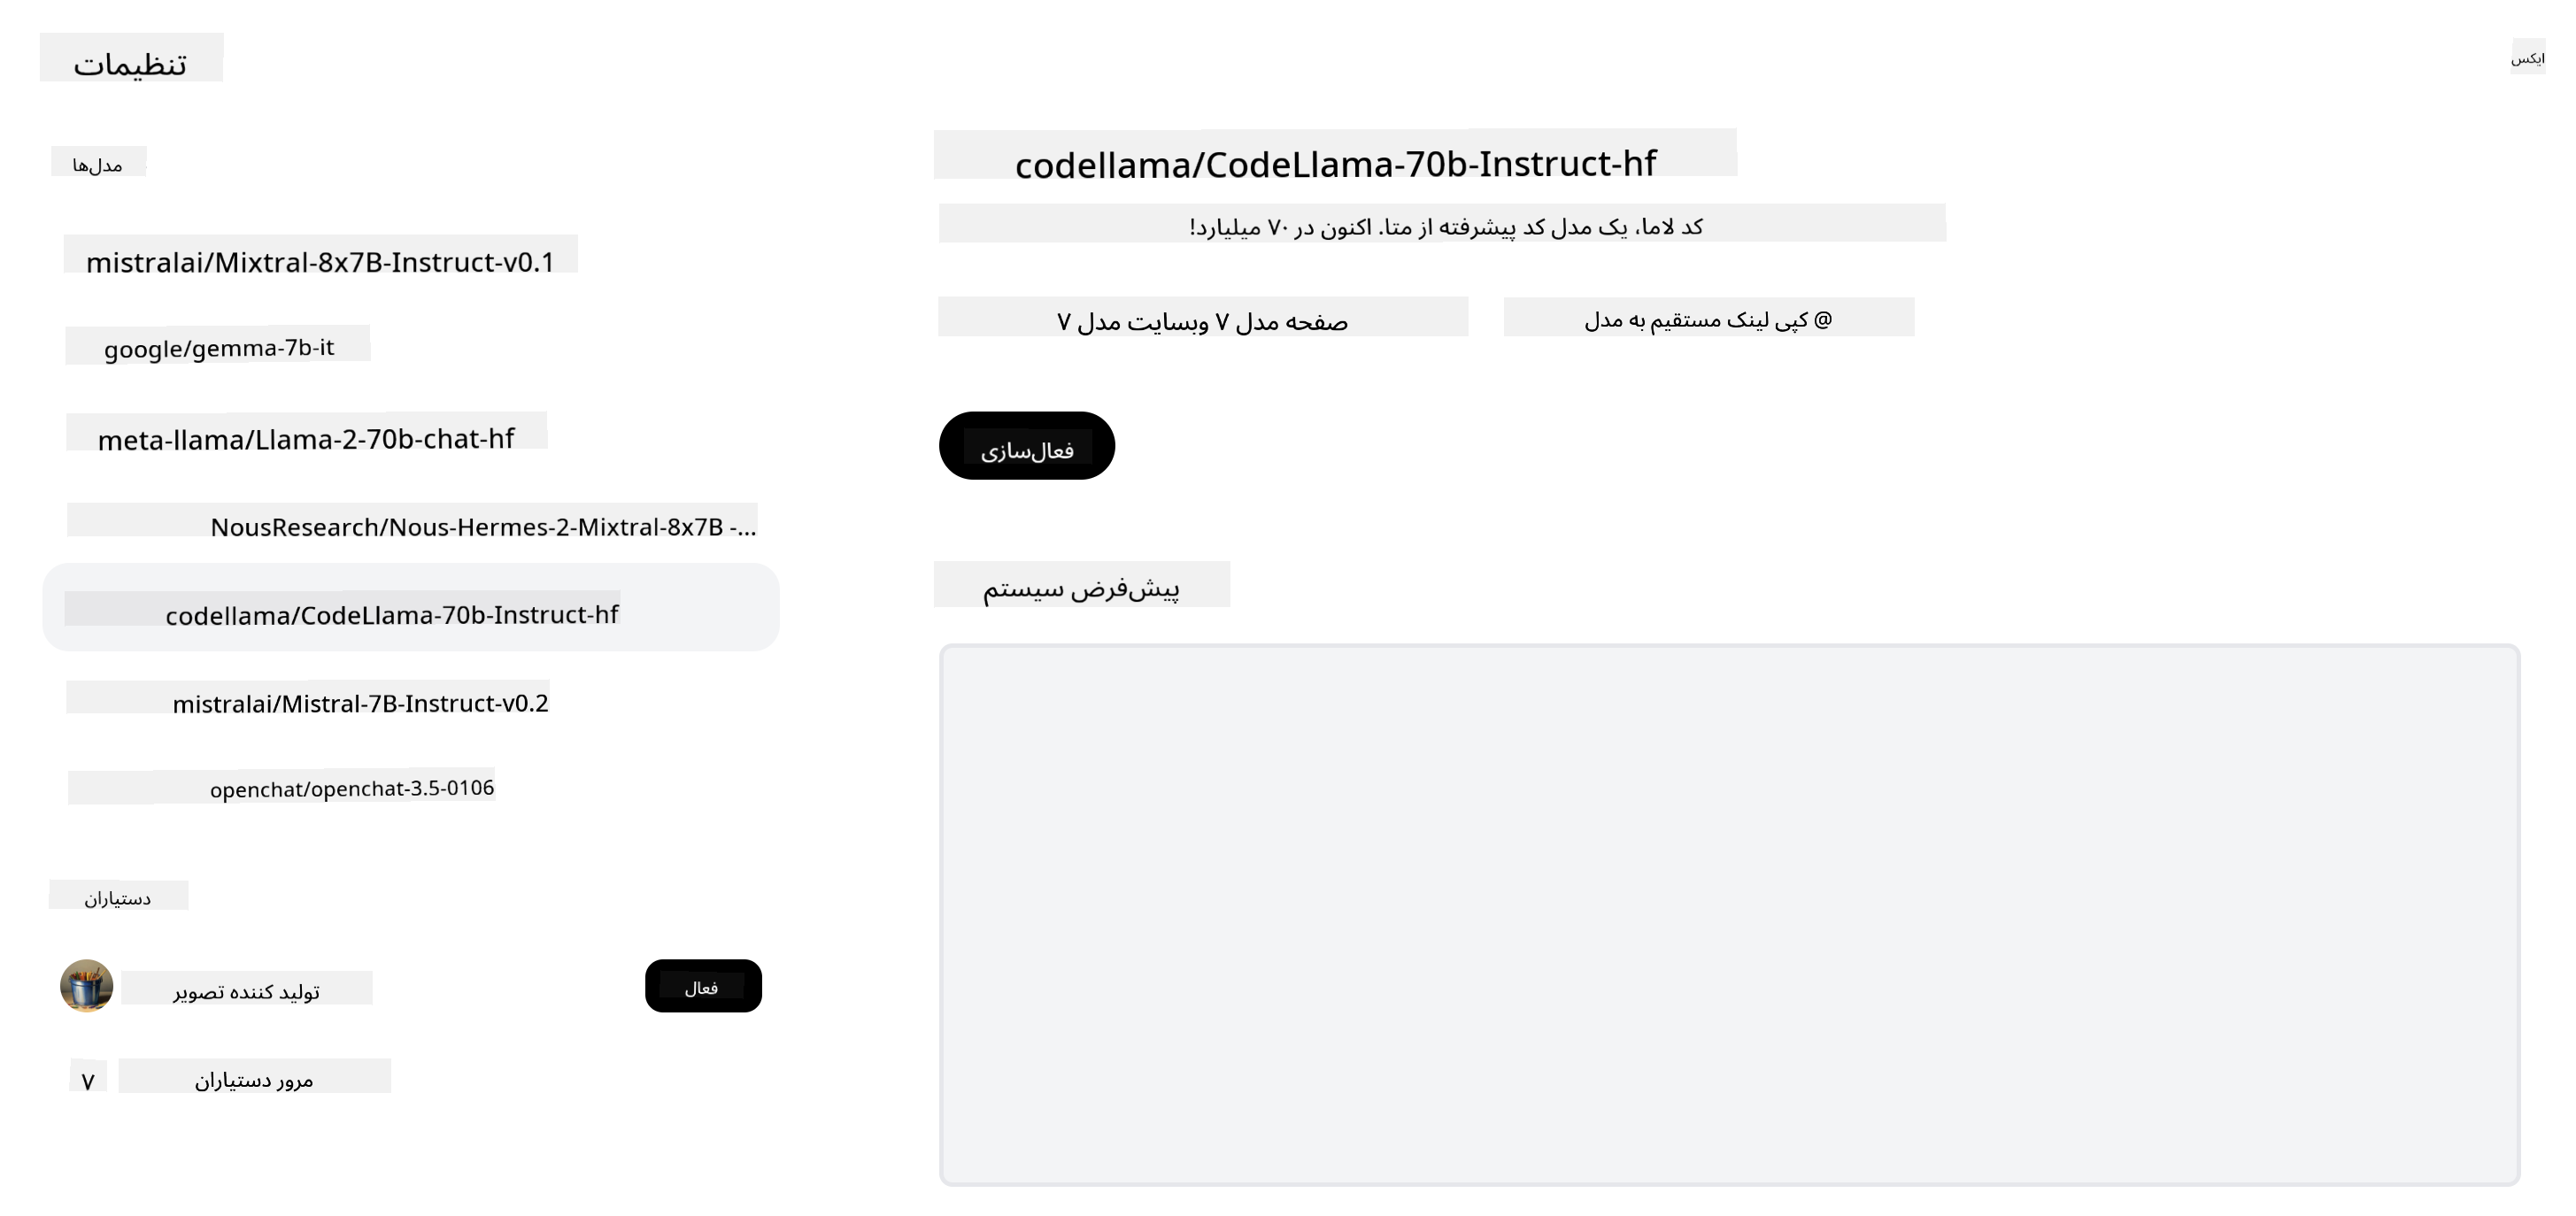 تنظیمات
ایکس
مدل‌ها
mistralai/Mixtral-8x7B-Instruct-v0.1
google/gemma-7b-it
meta-llama/Llama-2-70b-chat-hf
NousResearch/Nous-Hermes-2-Mixtral-8x7B -...
codellama/CodeLlama-70b-Instruct-hf
mistralai/Mistral-7B-Instruct-v0.2
openchat/openchat-3.5-0106
دستیاران
تولید کننده تصویر
فعال
۷ مرور دستیاران
codellama/CodeLlama-70b-Instruct-hf
کد لاما، یک مدل کد پیشرفته از متا. اکنون در ۷۰ میلیارد!
صفحه مدل ۷ وبسایت مدل ۷
@ کپی لینک مستقیم به مدل
فعال‌سازی
پیش‌فرض سیستم